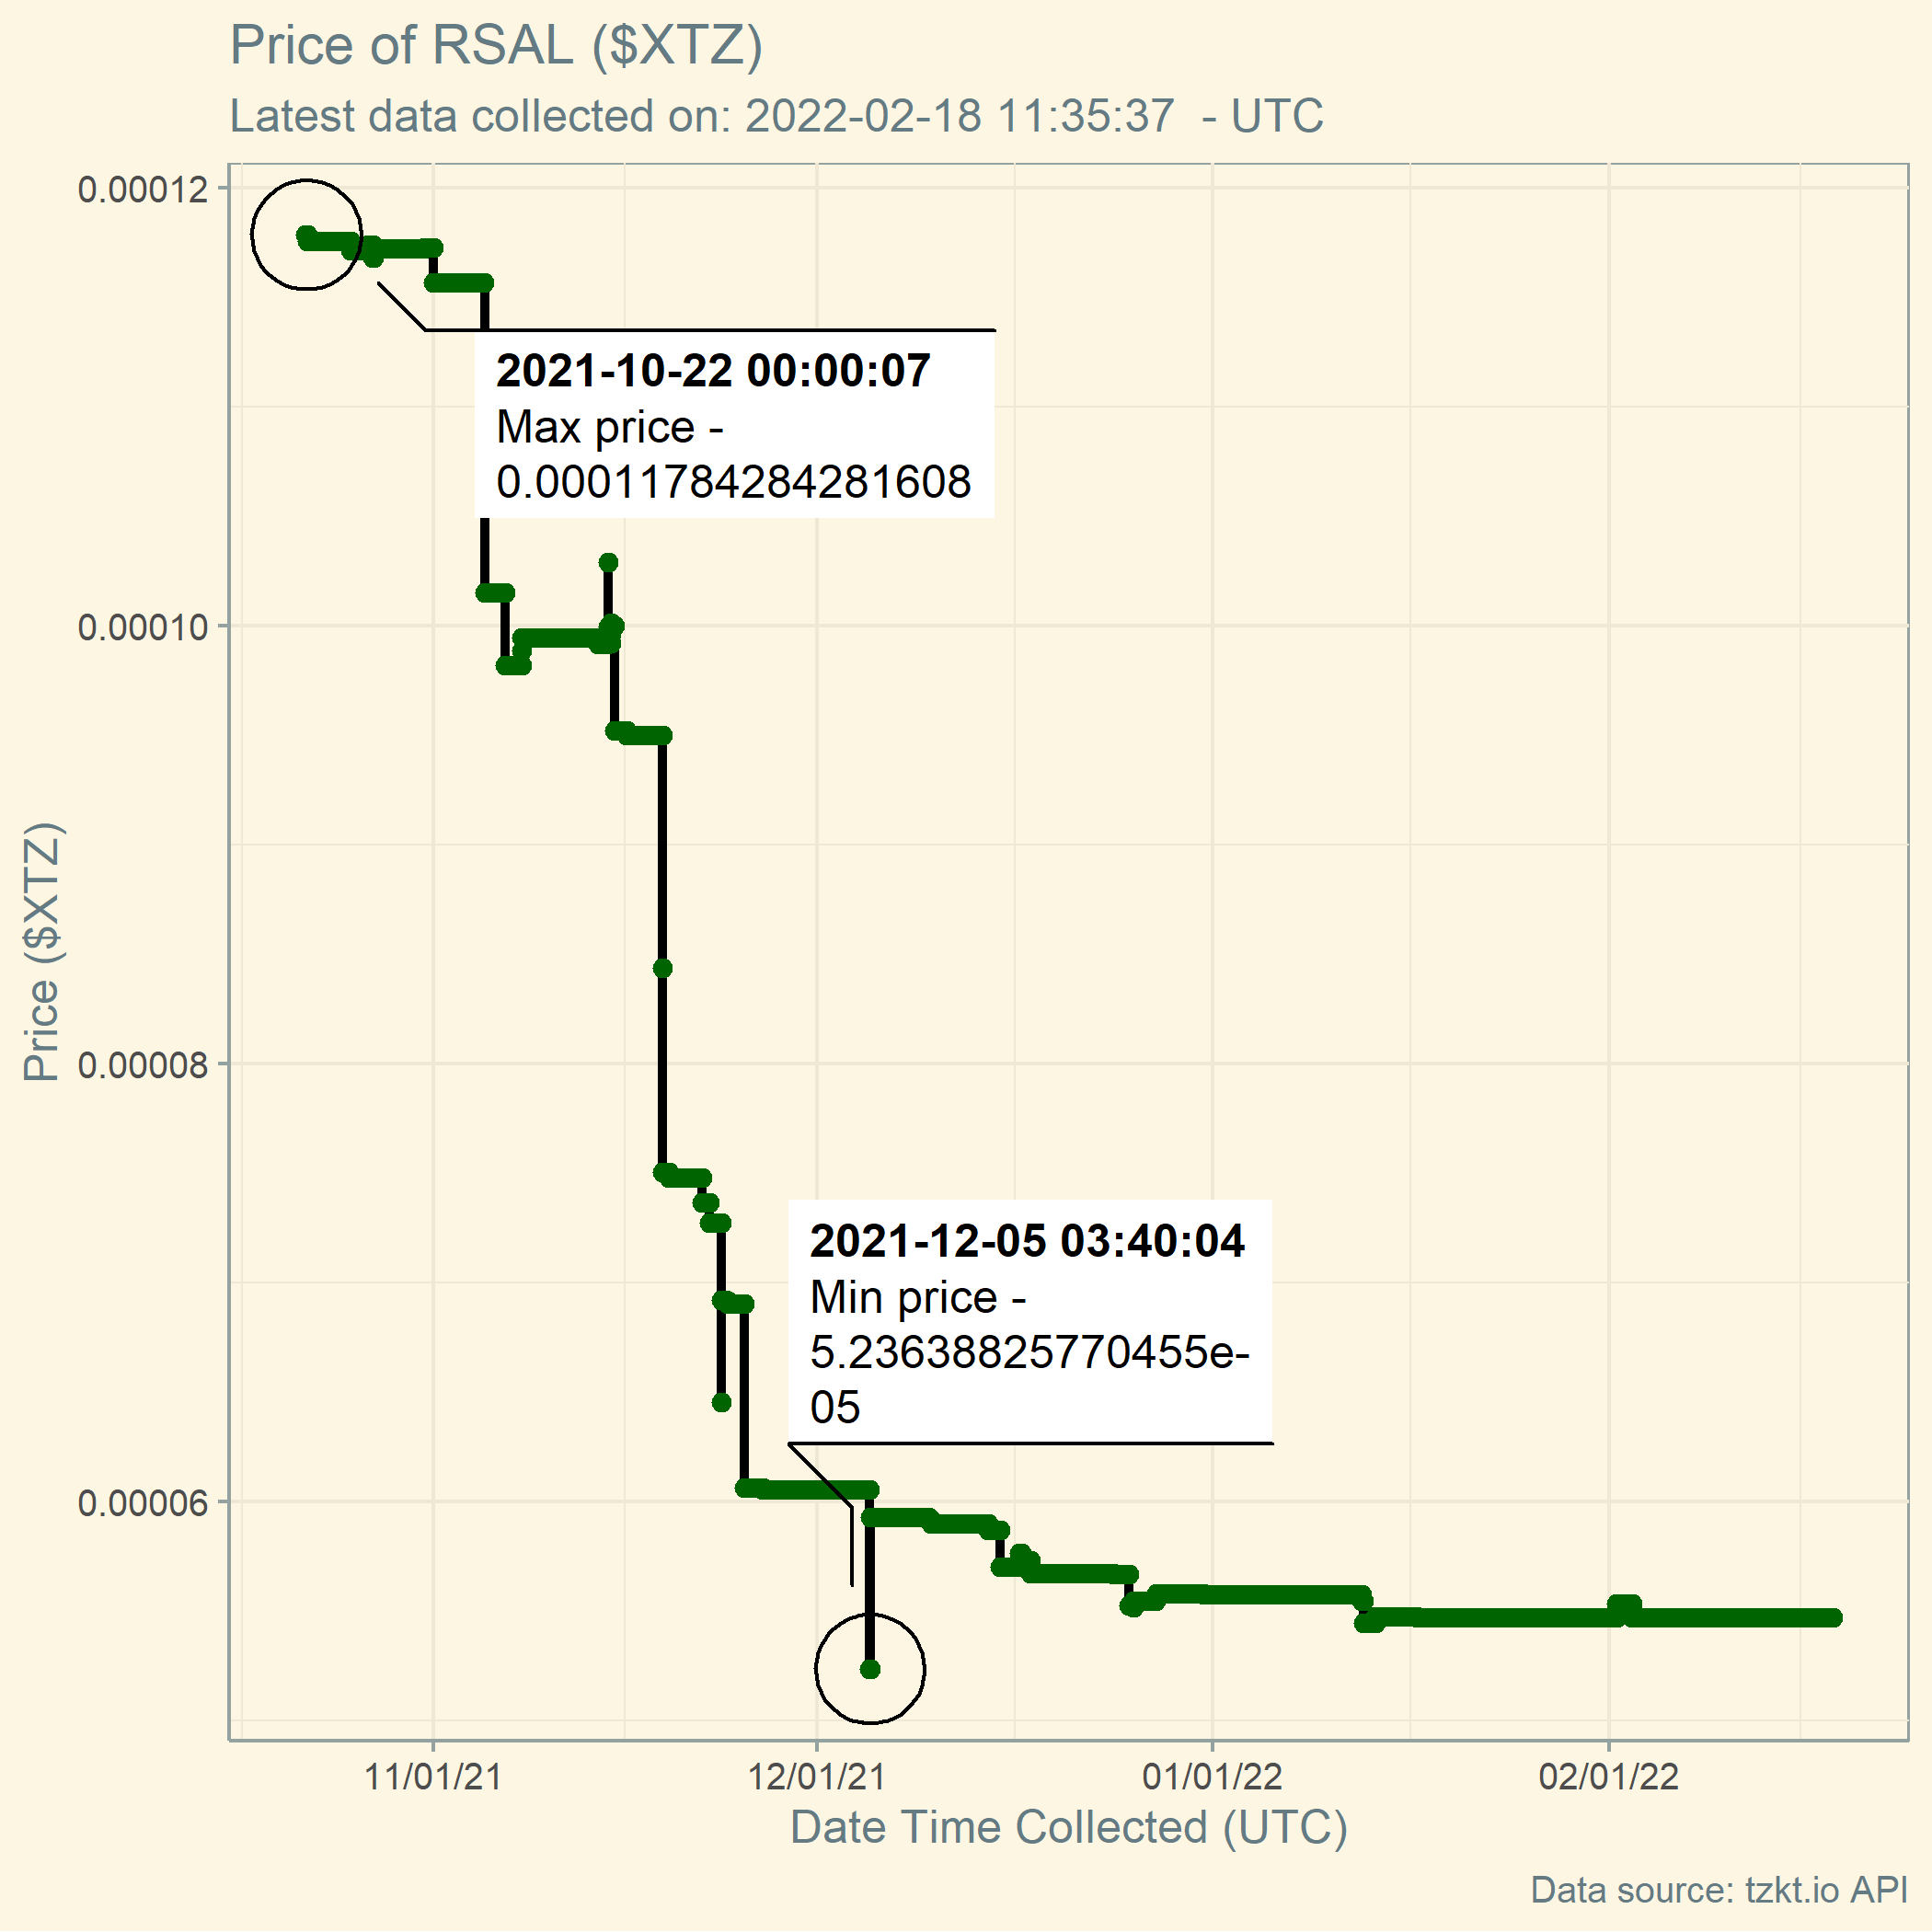 Price of RSAL ($XTZ)
Latest data collected on: 2022-02-18 11:35:37  - UTC
0.00012
2021-10-22 00:00:07
Max price -
0.00011784284281608
0.00010
Price ($XTZ)
0.00008
2021-12-05 03:40:04
Min price -
5.23638825770455e-
05
0.00006
11/01/21
12/01/21
01/01/22
02/01/22
Date Time Collected (UTC)
Data source: tzkt.io API